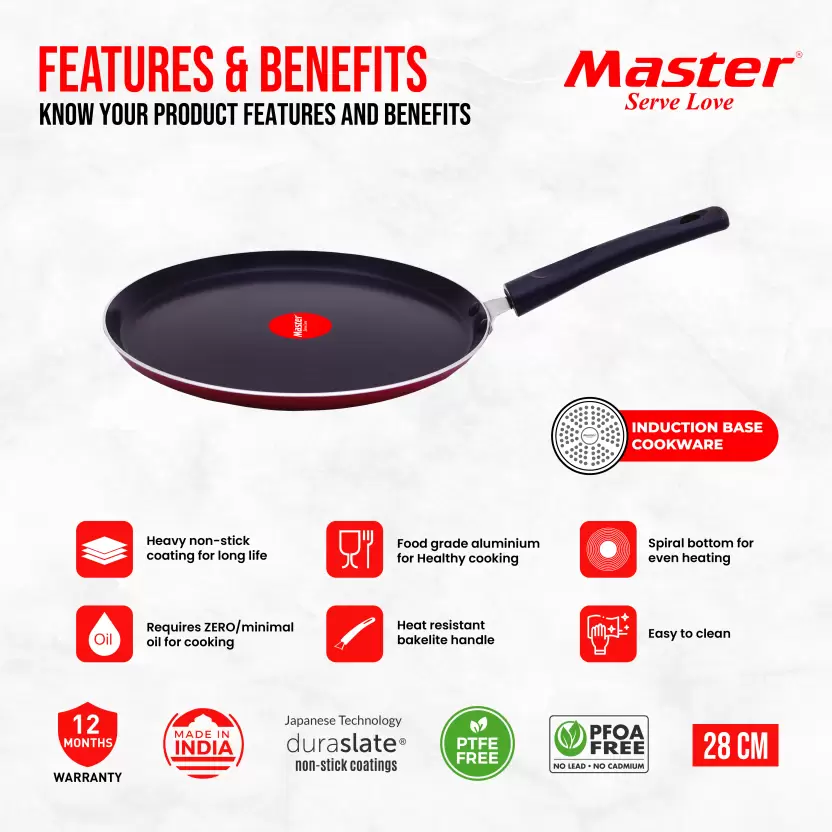 FEATURES & BENEFITS
KNOW YOUR PRODUCT FEATURES AND BENEFITS
Master®
Serve Love
Master
INDUCTION BASE
COOKWARE
Heavy non-stick
coating for long life
Food grade aluminium
for Healthy cooking
Spiral bottom for
even heating
Oil
Requires ZERO/minimal
oil for cooking
Heat resistant
bakelite handle
Easy to clean
12
MONTHS
WARRANTY
MADE IN
INDIA
Japanese Technology
duraslate®
non-stick coatings
PTFE
FREE
PFOA
FREE
NO LEAD • NO CADMIUM
28 CM